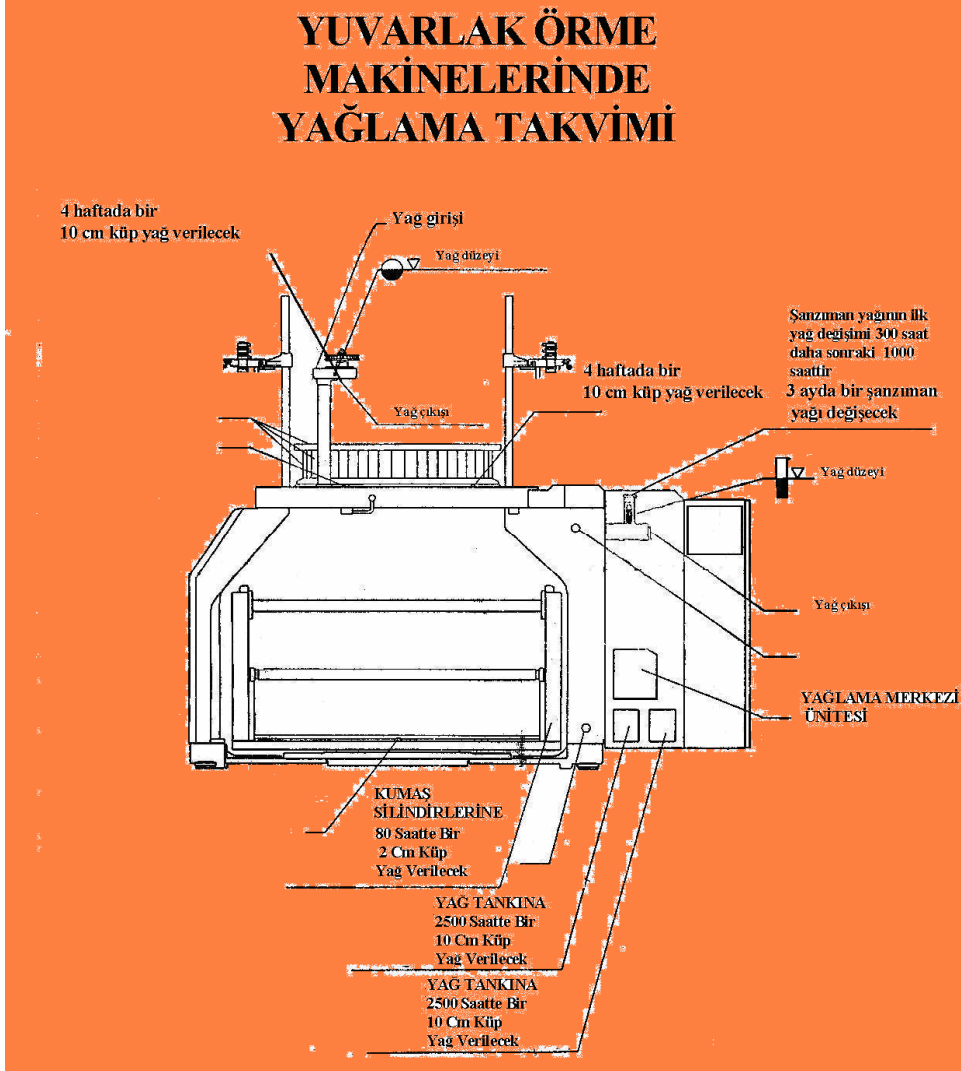 YUVARLAK ÖRME
MAKİNELERİNDE
YAĞLAMA TAKVİMİ
4 haftada bir
10 cm küp yağ verilecek
Yağ girişi
Yağ düzeyi
Şanzıman yağının ilk
yağ değişimi 300 saat
daha sonraki 1000
saattir
3 ayda bir şanzıman
yağı değişecek
4 haftada bir
10 cm küp yağ verilecek
Yağ çıkışı
Yağ düzeyi
Yağ çıkışı
YAĞLAMA MERKEZİ
ÜNİTESİ
KUMAŞ
SİLİNDİRLERİNE
80 Saatte Bir
2 Cm Küp
Yağ Verilecek
YAĞ TANKINA
2500 Saatte Bir
10 Cm Küp
Yağ Verilecek
YAĞ TANKINA
2500 Saatte Bir
10 Cm Küp
Yağ Verilecek